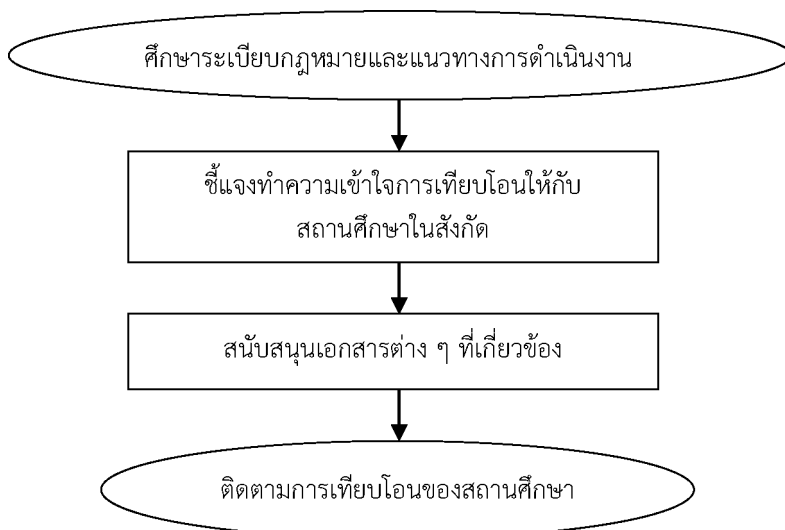 ศึกษาระเบียบกฎหมายและแนวทางการดำเนินงาน
ชี้แจงทำความเข้าใจการเทียบโอนให้กับ
สถานศึกษาในสังกัด
สนับสนุนเอกสารต่าง ๆ ที่เกี่ยวข้อง
ติดตามการเทียบโอนของสถานศึกษา